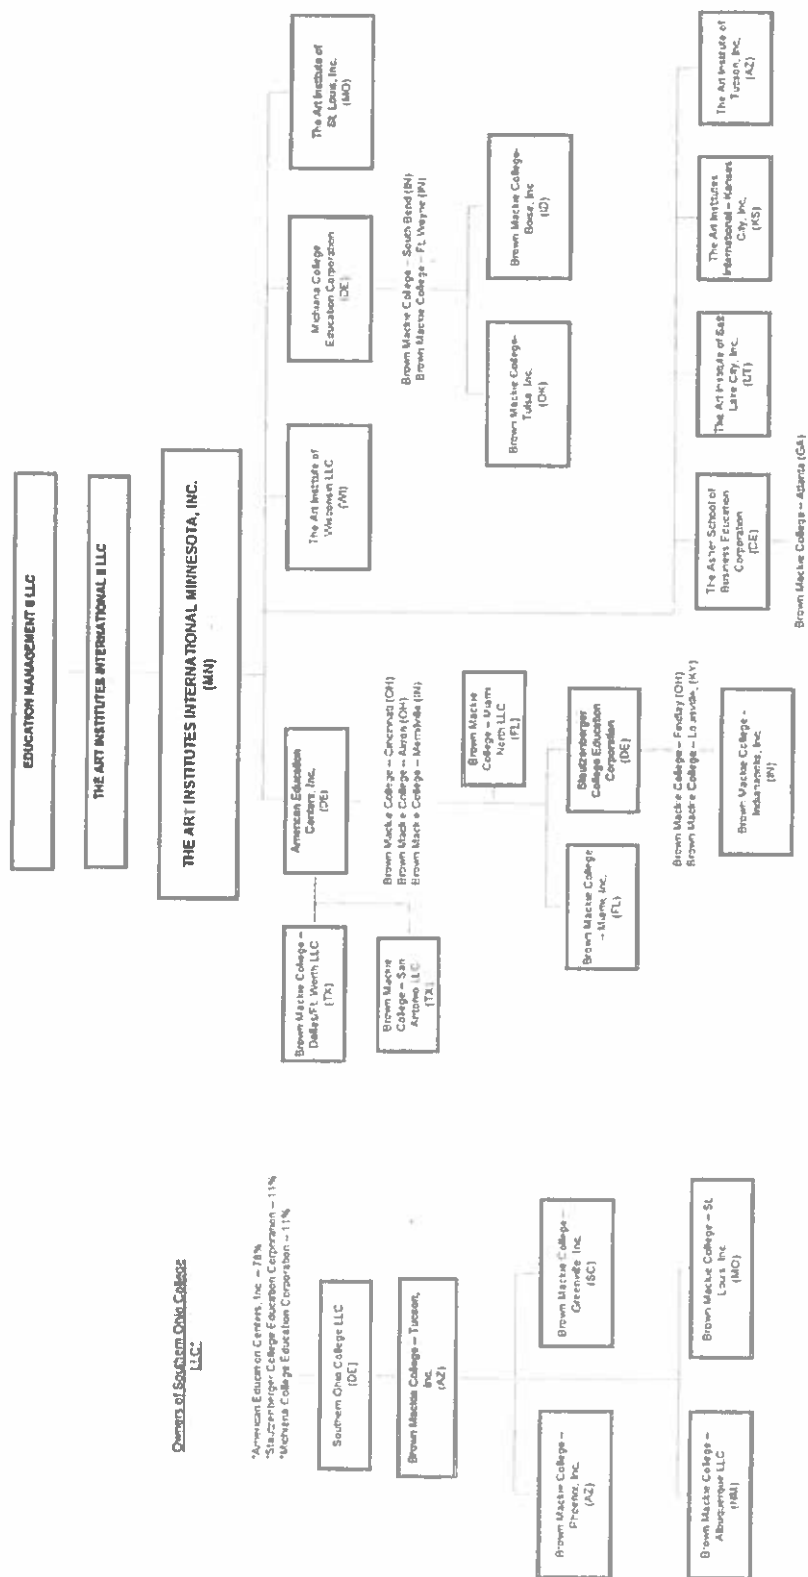 EDUCATION MANAGEMENT II LLC
THE ART INSTITUTES INTERNATIONAL II LLC
THE ART INSTITUTES INTERNATIONAL MINNESOTA, INC.
(MN)
Owners of Southern Ohio College
LLC*
*American Education Centers, Inc. – 78%
*Stautzenberger College Education Corporation – 11%
*Michiana College Education Corporation – 11%
Southern Ohio College LLC
(DE)
Brown Mackie College – Tucson,
Inc.
(AZ)
Brown Mackie College –
Phoenix, Inc.
(AZ)
Brown Mackie College –
Greenville Inc.
(SC)
Brown Mackie College –
Albuquerque LLC
(NM)
Brown Mackie College – St.
Louis Inc.
(MO)
Brown Mackie College –
Dallas/Ft. Worth LLC
(TX)
Brown Mackie
College – San
Antonio LLC
(TX)
American Education
Centers, Inc.
(DE)
Brown Mackie College – Cincinnati (OH)
Brown Mackie College – Akron (OH)
Brown Mackie College – Merrillville (IN)
Brown Mackie
College – Miami
North LLC
(FL)
Brown Mackie College
– Miami, Inc.
(FL)
Stautzenberger
College Education
Corporation
(DE)
Brown Mackie College – Findlay (OH)
Brown Mackie College – Louisville, (KY)
Brown Mackie College –
Indianapolis, Inc.
(IN)
The Art Institute of
Wisconsin LLC
(WI)
Michiana College
Education Corporation
(DE)
The Art Institute of
St. Louis, Inc.
(MO)
Brown Mackie College – South Bend (IN)
Brown Mackie College – Ft. Wayne (IN)
Brown Mackie College-
Tulsa, Inc.
(OK)
Brown Mackie College-
Boise, Inc
(ID)
The Asher School of
Business Education
Corporation
(DE)
Brown Mackie College – Atlanta (GA)
The Art Institute of Salt
Lake City, Inc.
(UT)
The Art Institutes
International – Kansas
City, Inc.
(KS)
The Art Institute of
Tucson, Inc.
(AZ)